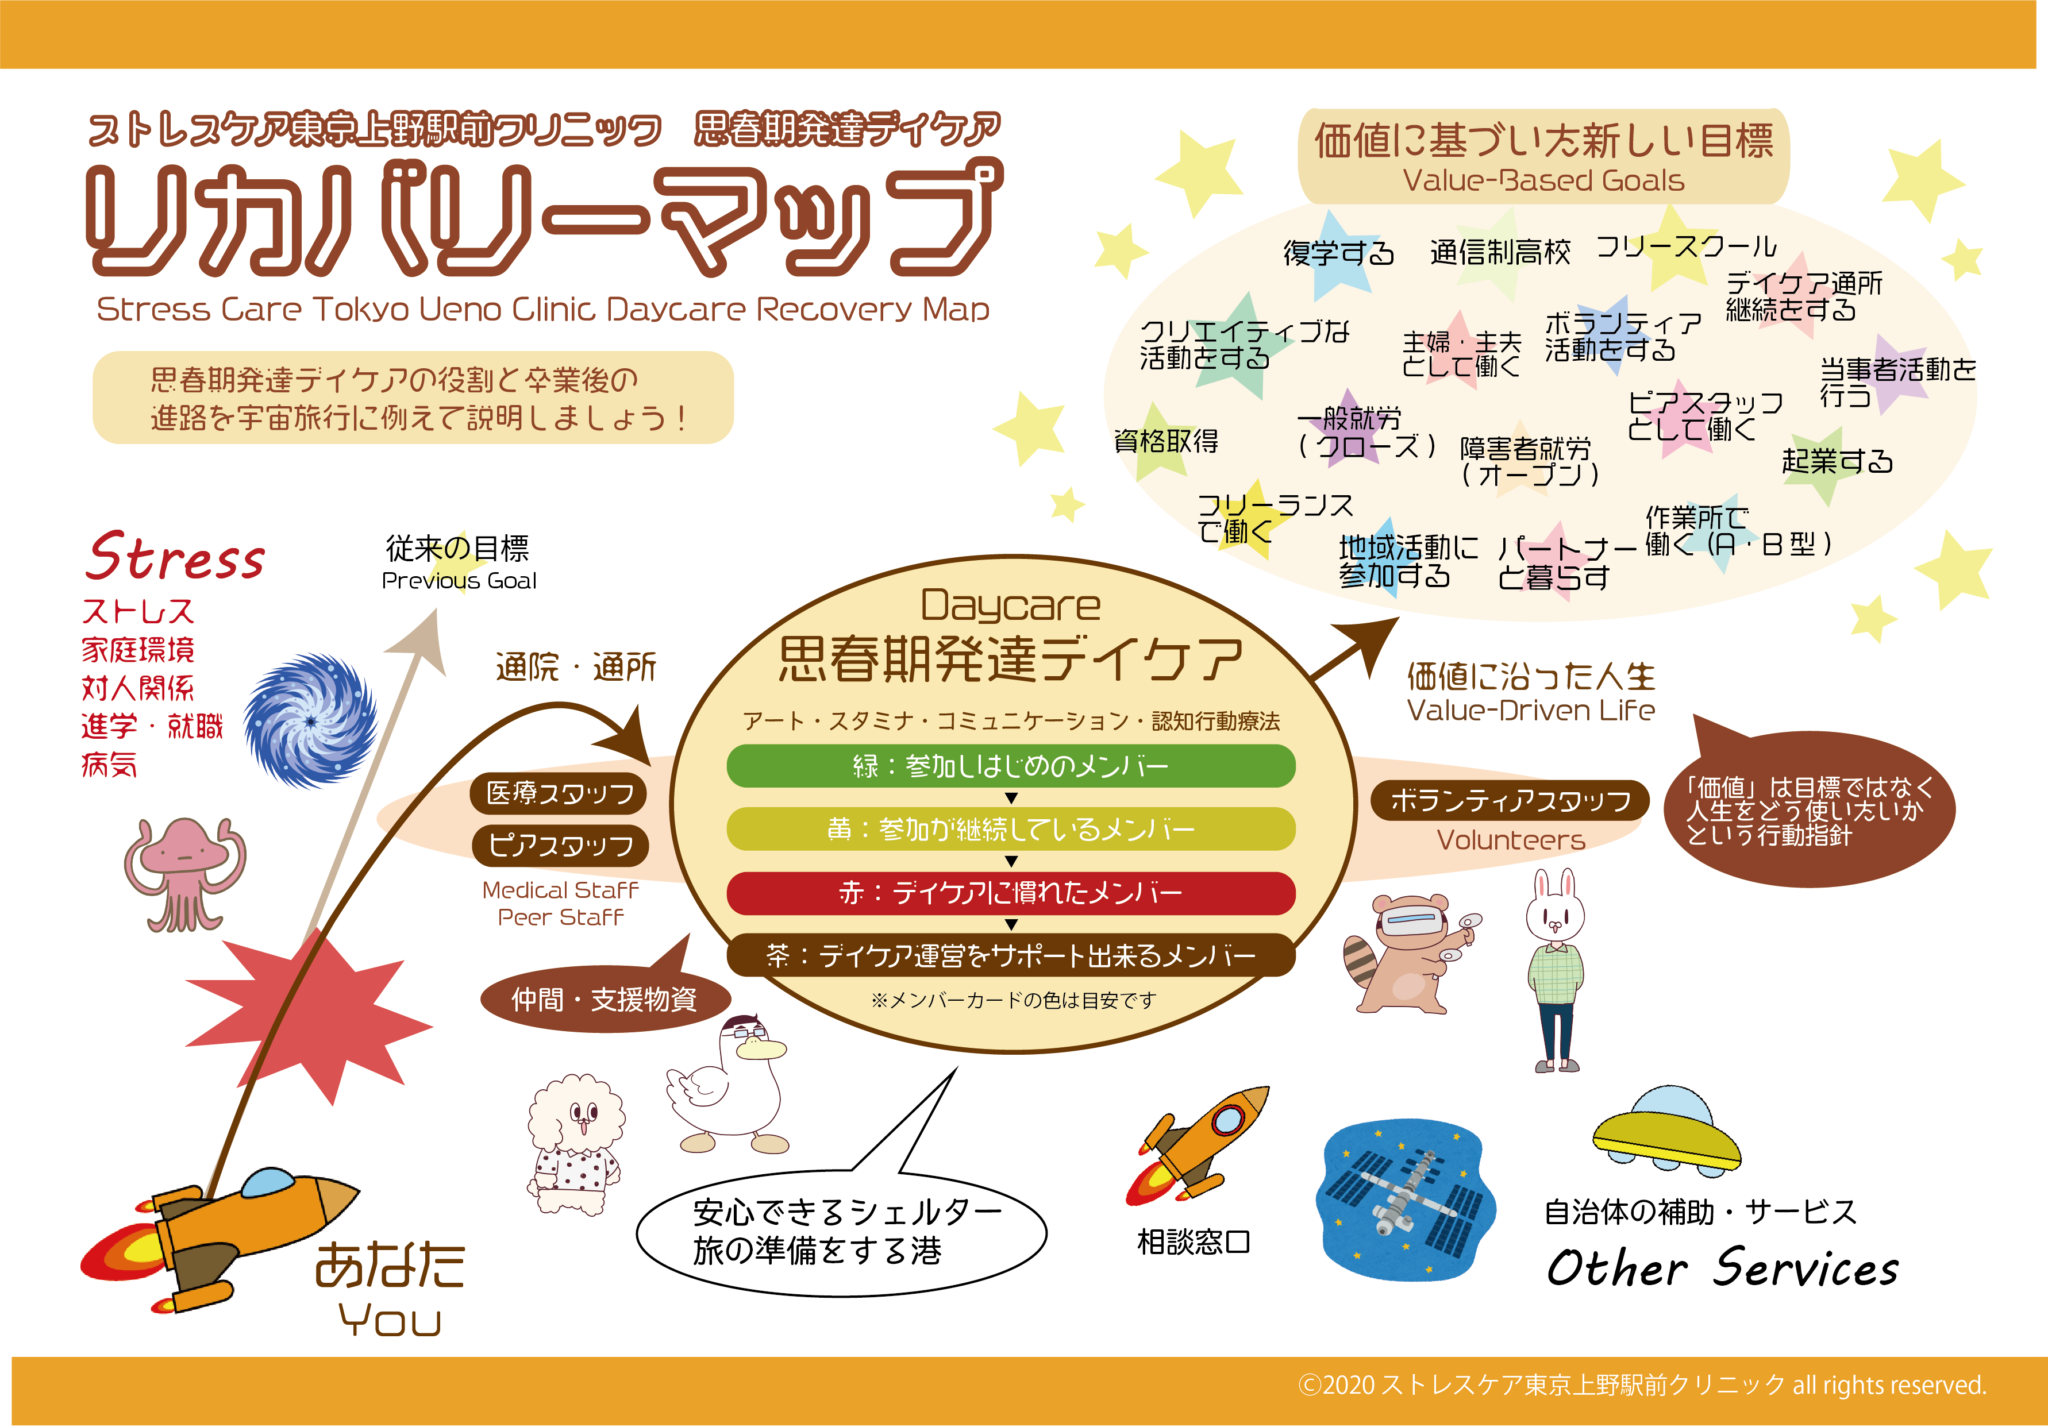 ストレスケア東京上野駅前クリニック　思春期発達デイケア
リカバリーマップ
Stress Care Tokyo Ueno Clinic Daycare Recovery Map
思春期発達デイケアの役割と卒業後の
進路を宇宙旅行に例えて説明しましょう！
価値に基づいた新しい目標
Value-Based Goals
復学する
通信制高校
フリースクール
デイケア通所
継続をする
クリエイティブな
活動をする
主婦・主夫
として働く
ボランティア
活動をする
当事者活動を
行う
資格取得
一般就労
（クローズ）
障害者就労
（オープン）
ピアスタッフ
として働く
起業する
フリーランス
で働く
地域活動に
参加する
パートナー
と暮らす
作業所で
働く（A・B型）
Stress
ストレス
家庭環境
対人関係
進学・就職
病気
従来の目標
Previous Goal
通院・通所
医療スタッフ
ピアスタッフ
Medical Staff
Peer Staff
仲間・支援物資
Daycare
思春期発達デイケア
アート・スタミナ・コミュニケーション・認知行動療法
緑：参加しはじめのメンバー
▼
黄：参加が継続しているメンバー
▼
赤：デイケアに慣れたメンバー
▼
茶：デイケア運営をサポート出来るメンバー
※メンバーカードの色は目安です
価値に沿った人生
Value-Driven Life
ボランティアスタッフ
Volunteers
「価値」は目標ではなく
人生をどう使いたいか
という行動指針
あなた
You
安心できるシェルター
旅の準備をする港
相談窓口
自治体の補助・サービス
Other Services
©2020 ストレスケア東京上野駅前クリニック all rights reserved.